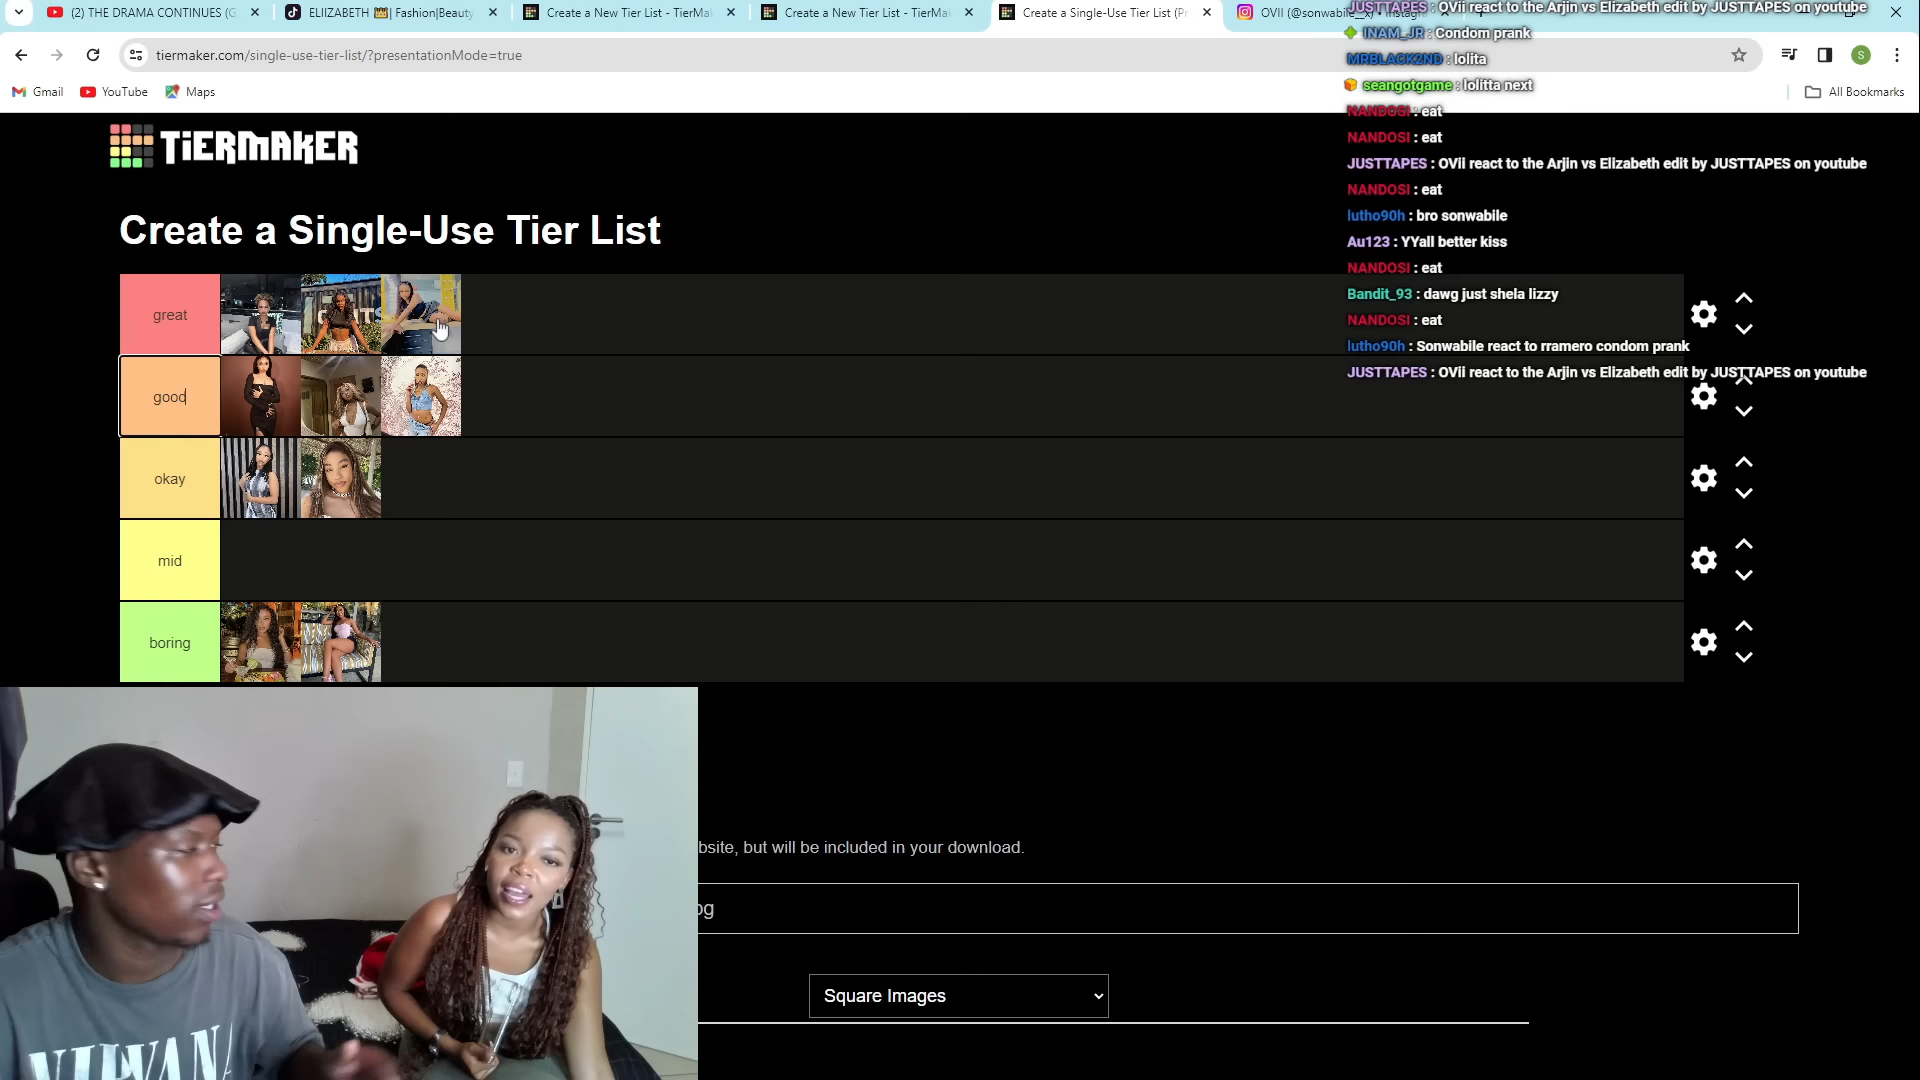 (2) THE DRAMA CONTINUES (G
ELIIZABETH 👑| Fashion|Beauty
Create a New Tier List - TierMa
Create a New Tier List - TierMa
Create a Single-Use Tier List (P
OVII (@sonwabile
tiermaker.com/single-use-tier-list/?presentationMode=true
S
Gmail
YouTube
Maps
All Bookmarks
JUSTTAPES : OVii react to the Arjin vs Elizabeth edit by JUSTTAPES on youtube
INAM_JR : Condom prank
MRBLACK2ND : lolita
seangotgame : lolitta next
NANDOSI : eat
NANDOSI : eat
JUSTTAPES : OVii react to the Arjin vs Elizabeth edit by JUSTTAPES on youtube
NANDOSI : eat
lutho90h : bro sonwabile
Au123 : YYall better kiss
NANDOSI : eat
Bandit_93 : dawg just shela lizzy
NANDOSI : eat
lutho90h : Sonwabile react to rramero condom prank
JUSTTAPES : OVii react to the Arjin vs Elizabeth edit by JUSTTAPES on youtube
TiERMAKER
Create a Single-Use Tier List
great
good
okay
mid
boring
bsite, but will be included in your download.
og
Square Images
NIRVANA